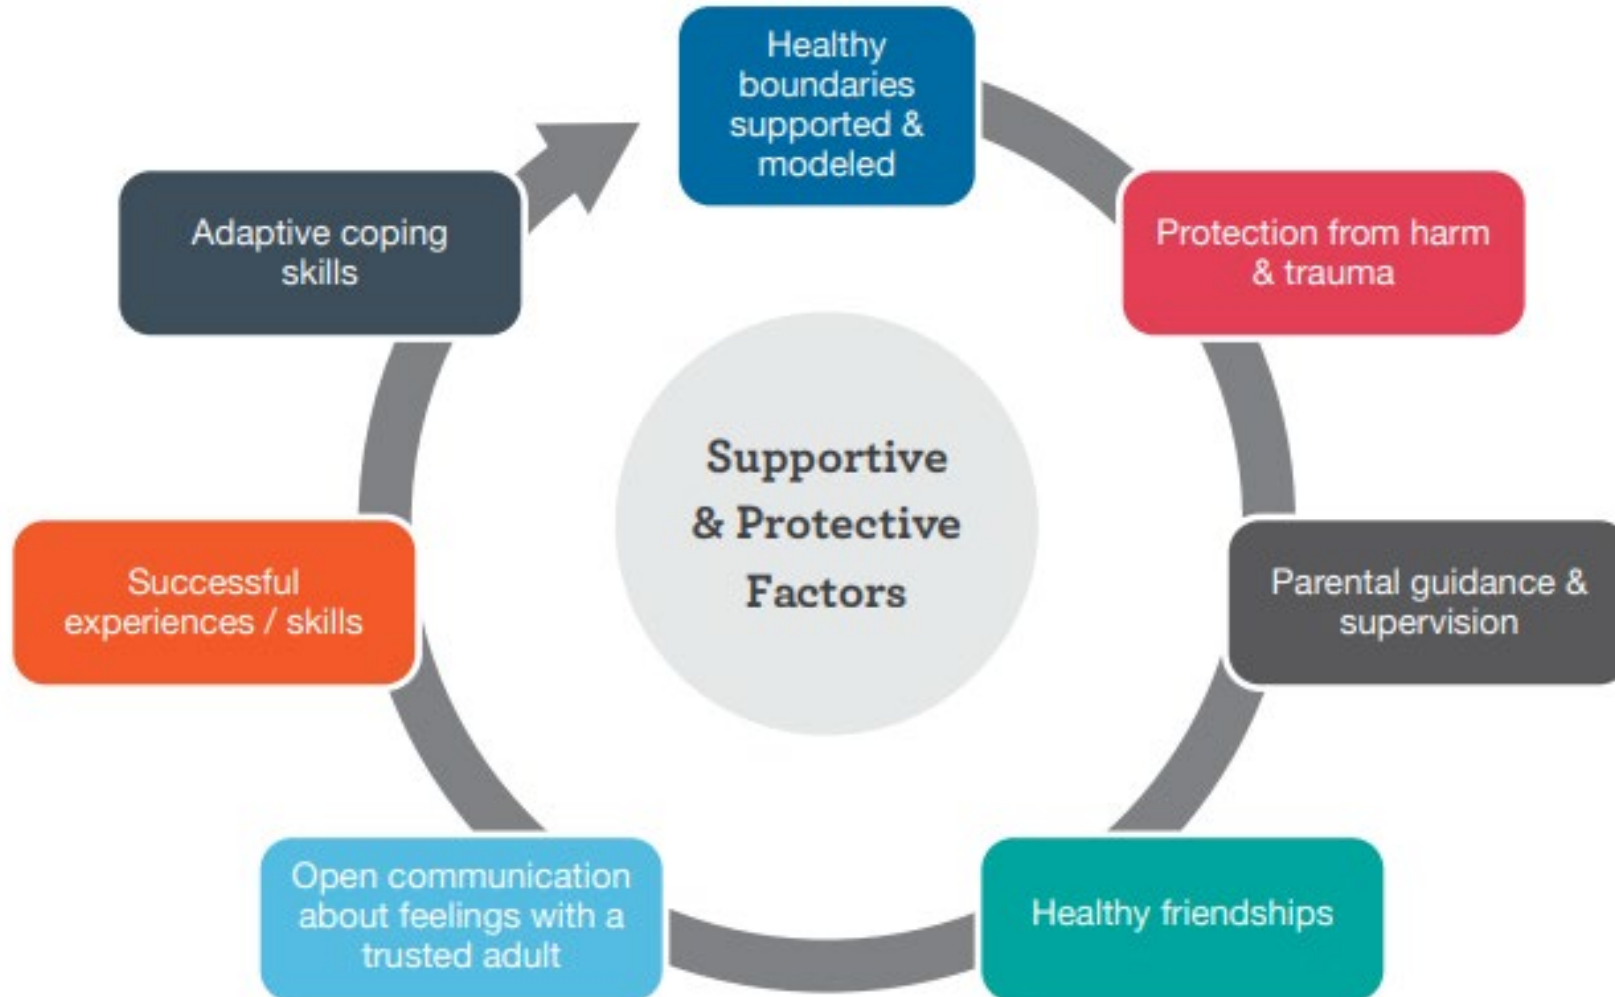 Healthy
boundaries
supported &
modeled
Protection from harm
& trauma
Parental guidance &
supervision
Healthy friendships
Open communication
about feelings with a
trusted adult
Successful
experiences / skills
Adaptive coping
skills
Supportive
& Protective
Factors